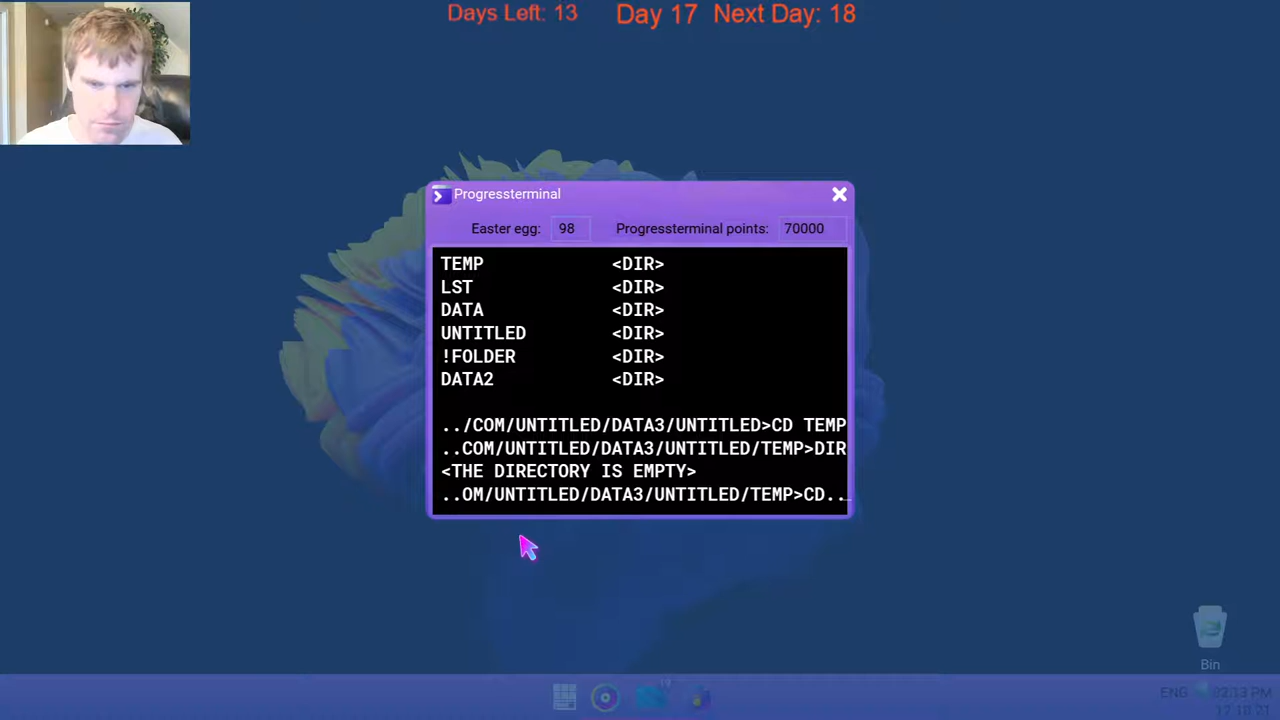 Days Left: 13 Day 17 Next Day: 18
Progressterminal
Easter egg: 98 Progressterminal points: 70000
TEMP <DIR>
LST <DIR>
DATA <DIR>
UNTITLED <DIR>
!FOLDER <DIR>
DATA2 <DIR>
../COM/UNTITLED/DATA3/UNTITLED>CD TEMP
..COM/UNTITLED/DATA3/UNTITLED/TEMP>DIR
<THE DIRECTORY IS EMPTY>
..OM/UNTITLED/DATA3/UNTITLED/TEMP>CD.._
Bin
ENG